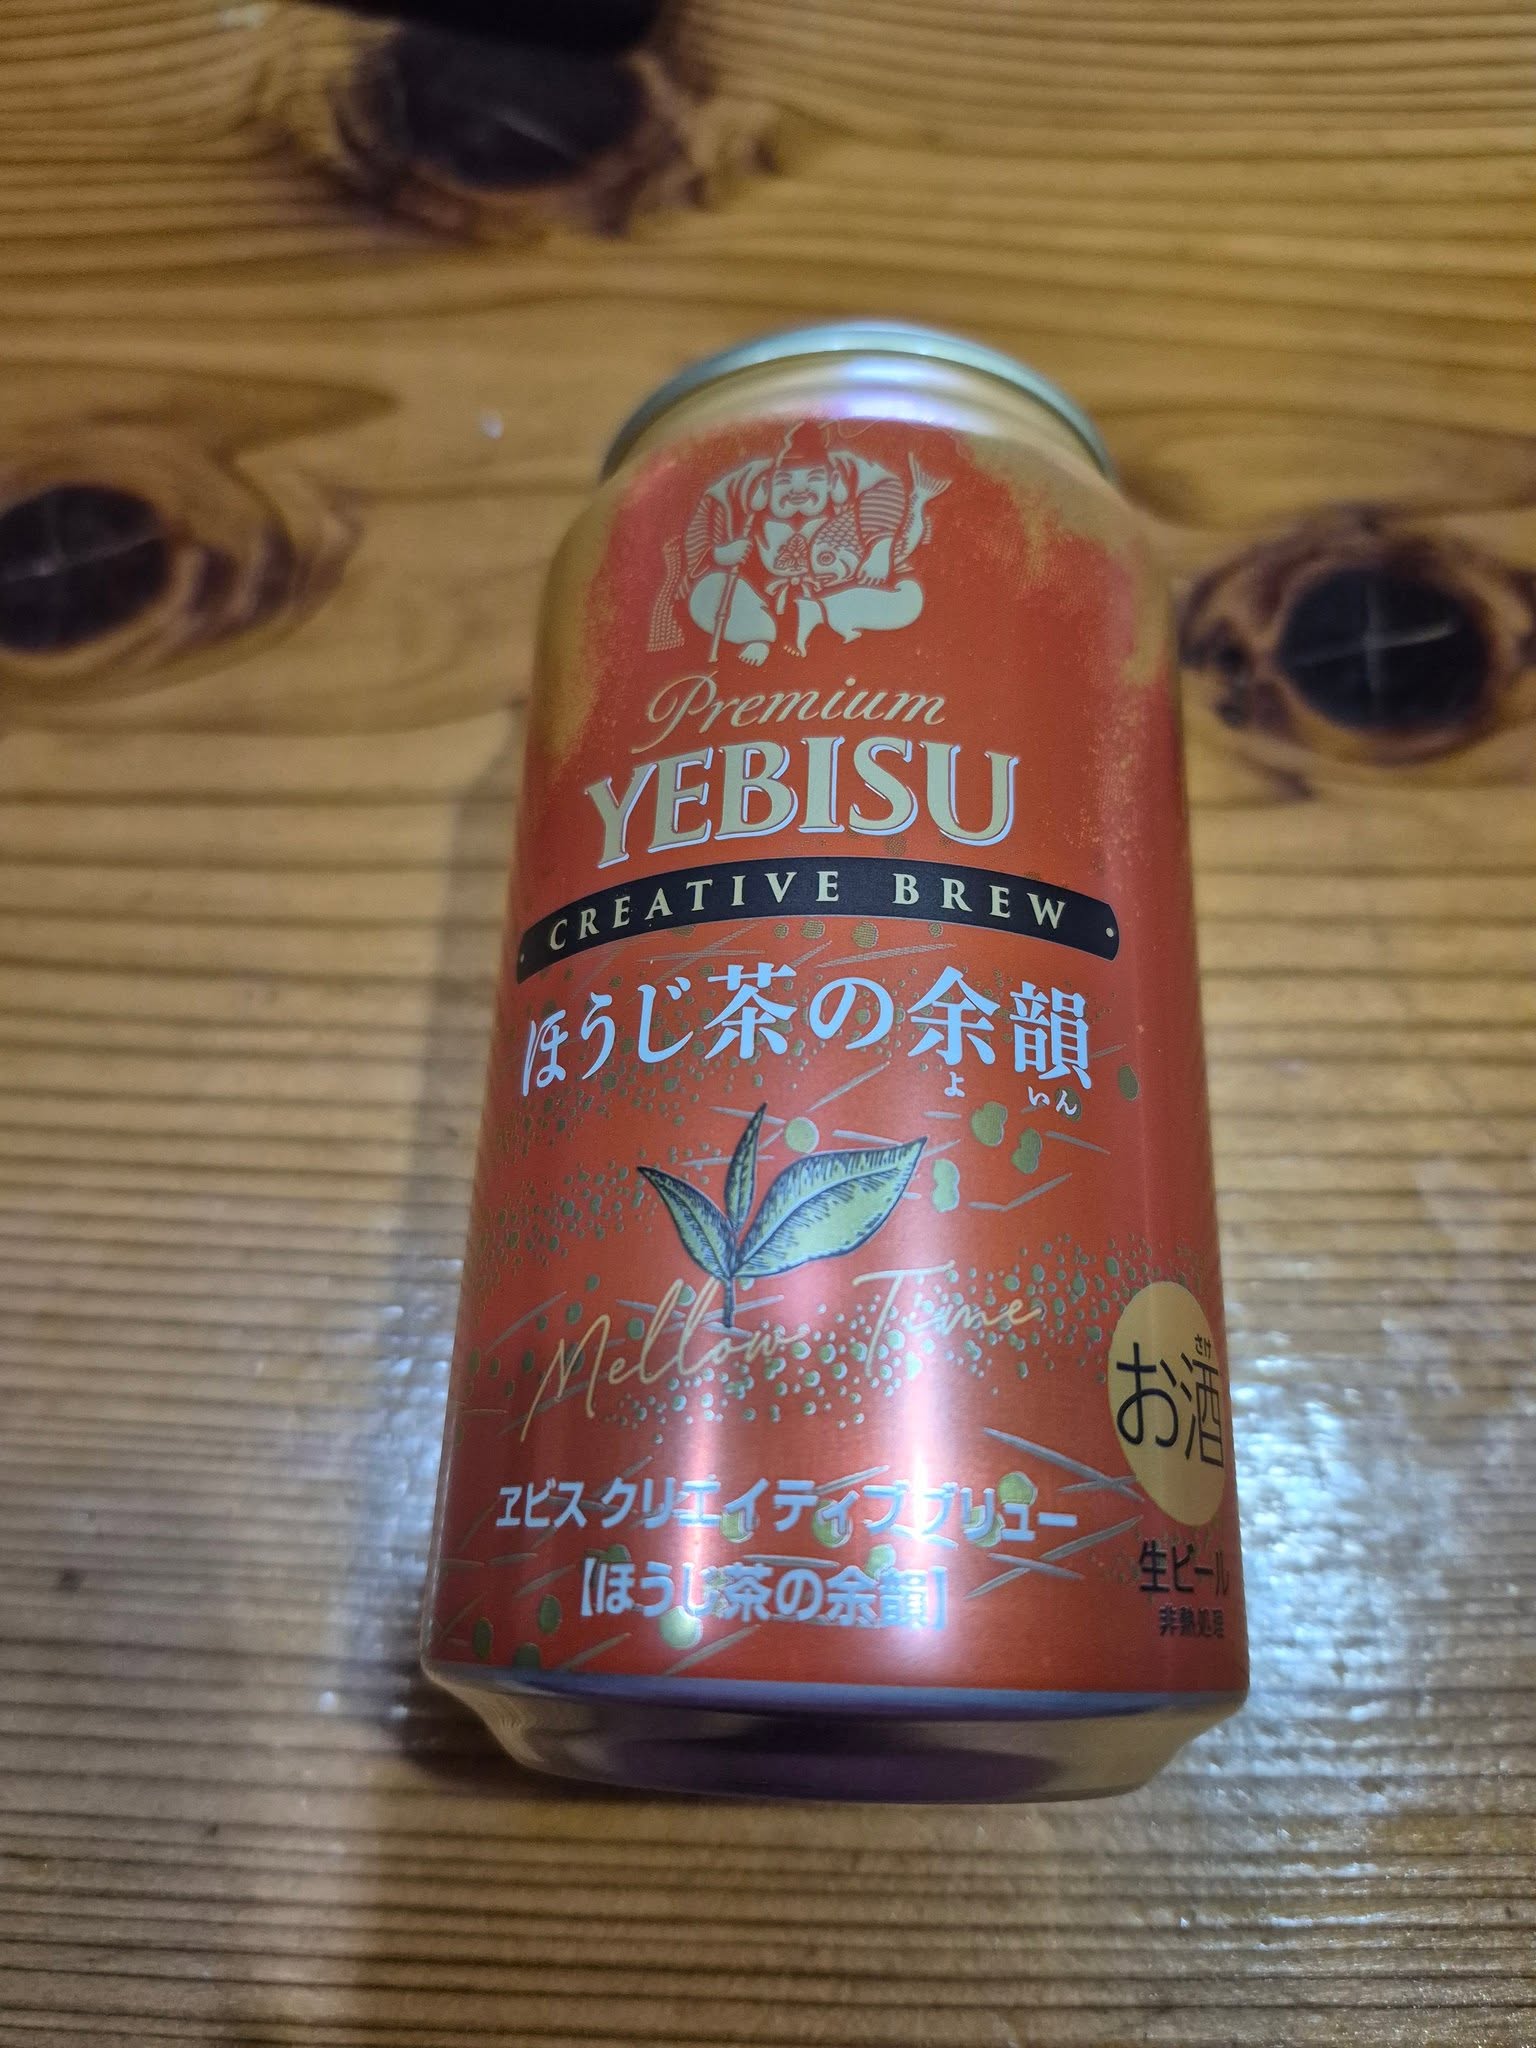 Premium
YEBISU
CREATIVE BREW
ほうじ茶の余韻
よいん
Mellow Time
さけ
お酒
ヱビス クリエイティブブリュー
【ほうじ茶の余韻】
生ビール
非熱処理